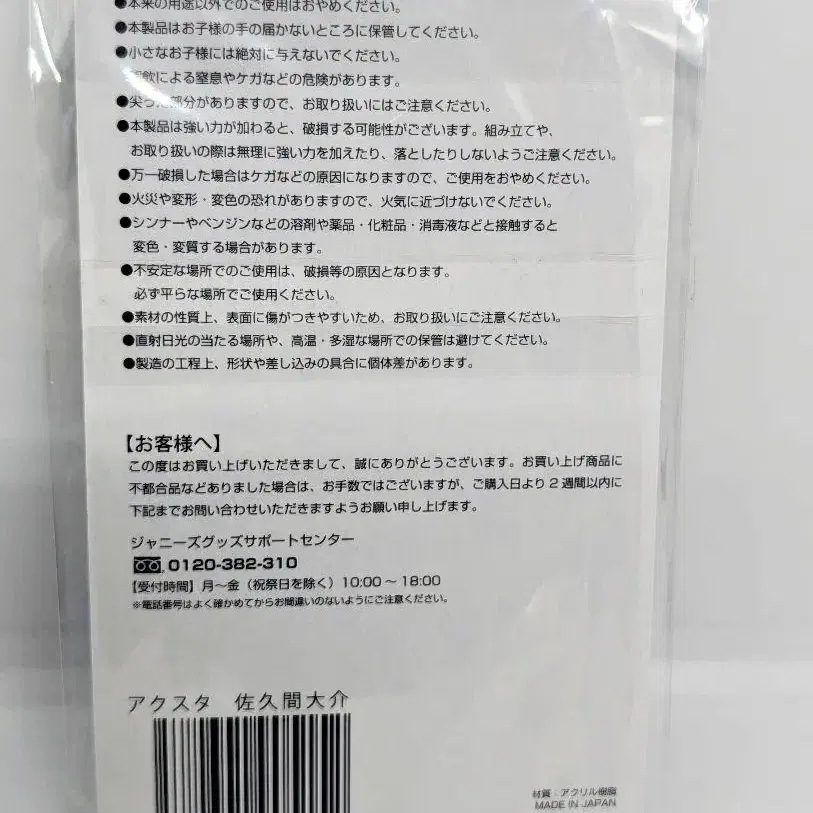 ●本来の用途以外でのご使用はおやめください。
●本製品はお子様の手の届かないところに保管してください。
●小さなお子様には絶対に与えないでください。
飲による窒息やケガなどの危険があります。
●尖った部分がありますので、お取り扱いにはご注意ください。
●本製品は強い力が加わると、破損する可能性がございます。組み立てや、
お取り扱いの際は無理に強い力を加えたり、落としたりしないようご注意ください。
●万一破損した場合はケガなどの原因になりますので、ご使用をおやめください。
●火災や変形・変色の恐れがありますので、火気に近づけないでください。
●シンナーやベンジンなどの溶剤や薬品・化粧品・消毒液などと接触すると
変色・変質する場合があります。
●不安定な場所でのご使用は、破損等の原因となります。
必ず平らな場所でご使用ください。
●素材の性質上、表面に傷がつきやすいため、お取り扱いにご注意ください。
●直射日光の当たる場所や、高温・多湿な場所での保管は避けてください。
●製造の工程上、形状や差し込みの具合に個体差があります。
【お客様へ】
この度はお買い上げいただきまして、誠にありがとうございます。お買い上げ商品に
不都合品などありました場合は、お手数ではございますが、ご購入日より2週間以内に
下記までお問い合わせいただきますようお願い申し上げます。
ジャニーズグッズサポートセンター
0120-382-310
【受付時間】月〜金（祝祭日を除く）10:00〜18:00
※電話番号はよく確かめてからお間違いのないようにご注意ください。
アクスタ 佐久間大介
材質：アクリル樹脂
MADE IN JAPAN